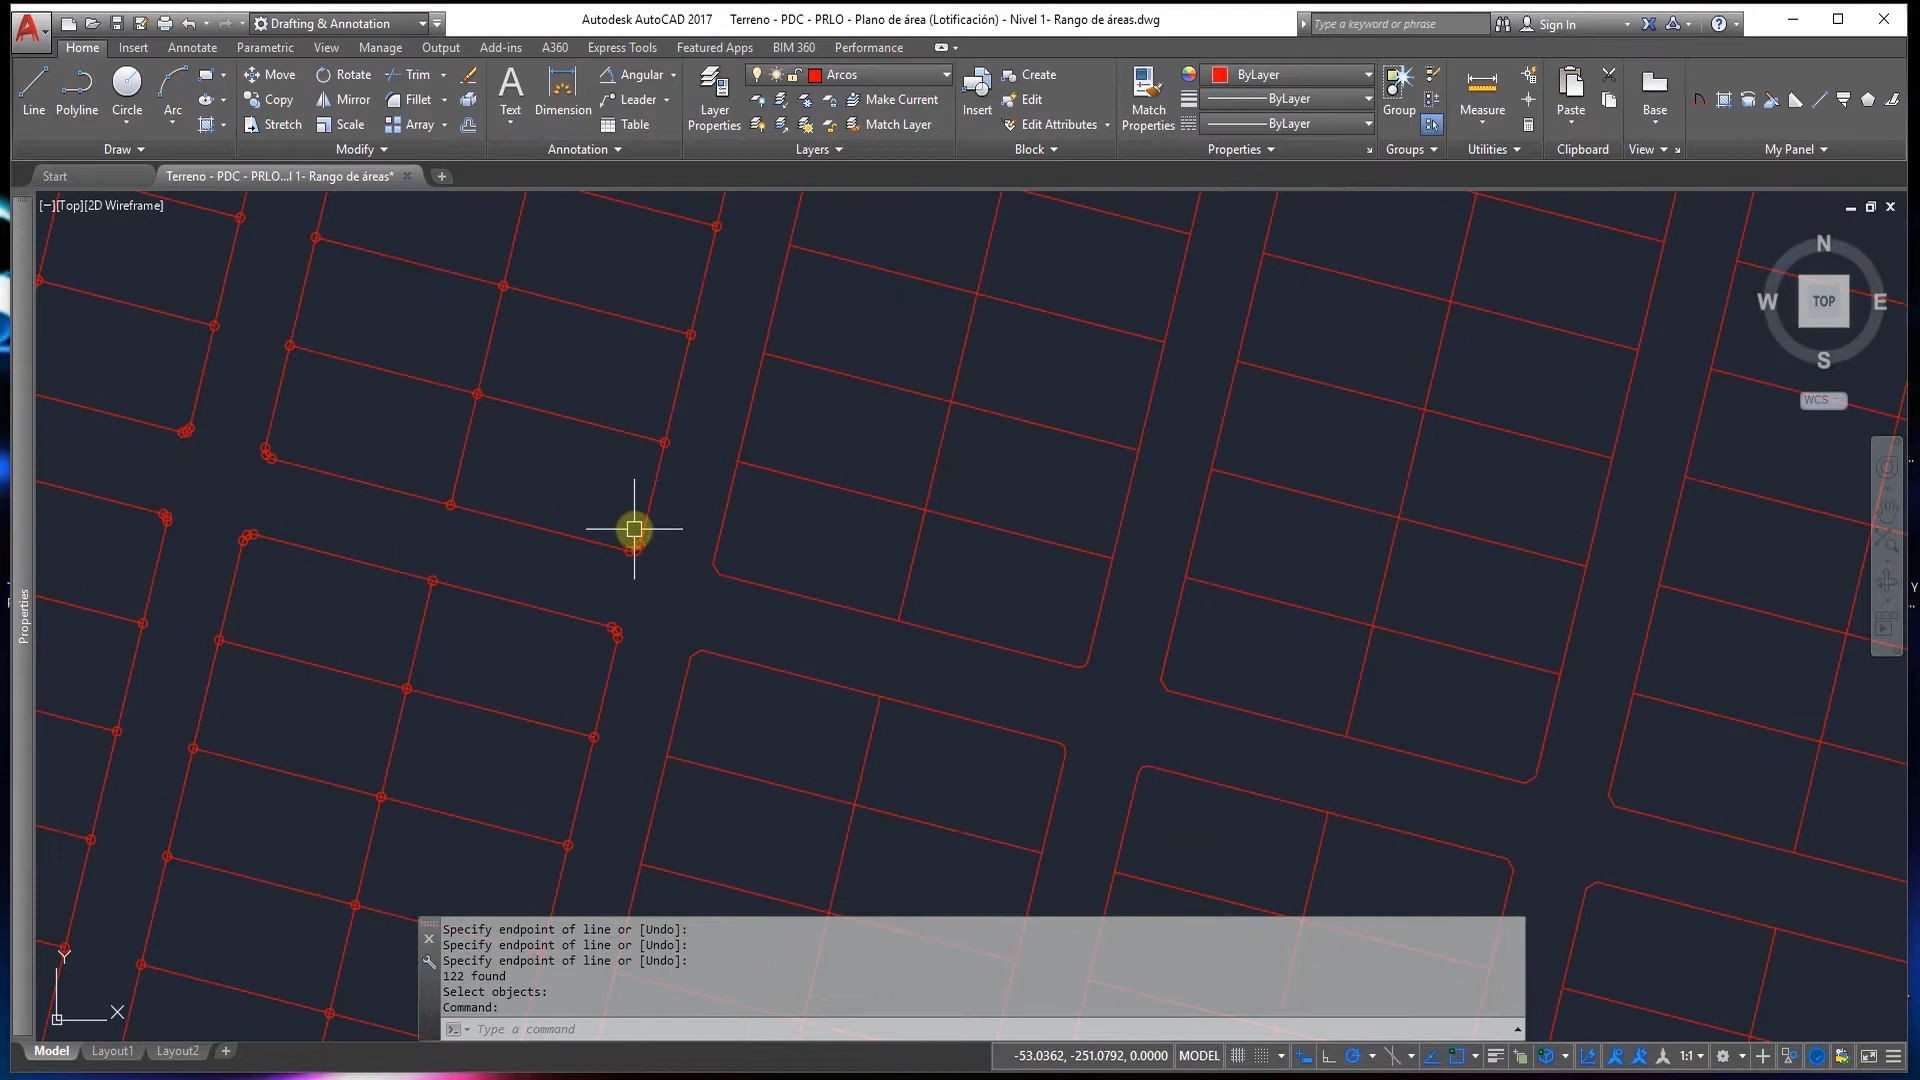 Drafting & Annotation
Autodesk AutoCAD 2017 Terreno - PDC - PRLO - Plano de área (Lotificación) - Nivel 1- Rango de áreas.dwg
Type a keyword or phrase
Sign In
Home Insert Annotate Parametric View Manage Output Add-ins A360 Express Tools Featured Apps BIM 360 Performance
Line
Polyline
Circle
Arc
Move
Copy
Stretch
Rotate
Mirror
Scale
Trim
Fillet
Array
Text
Dimension
Angular
Leader
Table
Layer
Properties
Arcos
Make Current
Match Layer
Insert
Create
Edit
Edit Attributes
Match
Properties
ByLayer
ByLayer
ByLayer
Group
Measure
Paste
Base
Draw
Modify
Annotation
Layers
Block
Properties
Groups
Utilities
Clipboard
View
My Panel
Start
Terreno - PDC - PRLO...l 1- Rango de áreas*
[−][Top][2D Wireframe]
N
W
TOP
E
S
WCS
Properties
Y
X
Y
Specify endpoint of line or [Undo]:
Specify endpoint of line or [Undo]:
Specify endpoint of line or [Undo]:
122 found
Select objects:
Command:
Type a command
Model Layout1 Layout2
-53.0362, -251.0792, 0.0000 MODEL
1:1